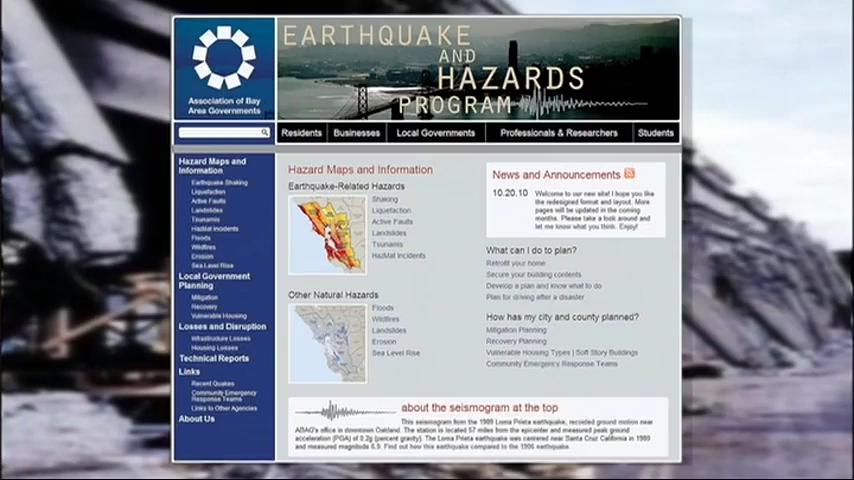 EARTHQUAKE
AND
HAZARDS
PROGRAM
Association of Bay
Area Governments
Residents
Businesses
Local Governments
Professionals & Researchers
Students
Hazard Maps and
Information
Earthquake Shaking
Liquefaction
Active Faults
Landslides
Tsunamis
HazMat Incidents
Floods
Wildfires
Erosion
Sea Level Rise
Local Government
Planning
Mitigation
Recovery
Vulnerable Housing
Losses and Disruption
Infrastructure Losses
Housing Losses
Technical Reports
Links
Recent Quakes
Community Emergency
Response Teams
Links to Other Agencies
About Us
Hazard Maps and Information
Earthquake-Related Hazards
Shaking
Liquefaction
Active Faults
Landslides
Tsunamis
HazMat Incidents
Other Natural Hazards
Floods
Wildfires
Landslides
Erosion
Sea Level Rise
News and Announcements
10.20.10
Welcome to our new site! I hope you like
the redesigned format and layout. More
pages will be updated in the coming
months. Please take a look around and
let me know what you think. Enjoy!
What can I do to plan?
Retrofit your home
Secure your building contents
Develop a plan and know what to do
Plan for driving after a disaster
How has my city and county planned?
Mitigation Planning
Recovery Planning
Vulnerable Housing Types | Soft Story Buildings
Community Emergency Response Teams
about the seismogram at the top
This seismogram from the 1989 Loma Prieta earthquake, recorded ground motion near
ABAG's office in downtown Oakland. The station is located 57 miles from the epicenter and measured peak ground
acceleration (PGA) of 0.2g (percent gravity). The Loma Prieta earthquake was centered near Santa Cruz California in 1989
and measured magnitude 6.9. Find out how this earthquake compared to the 1906 earthquake.